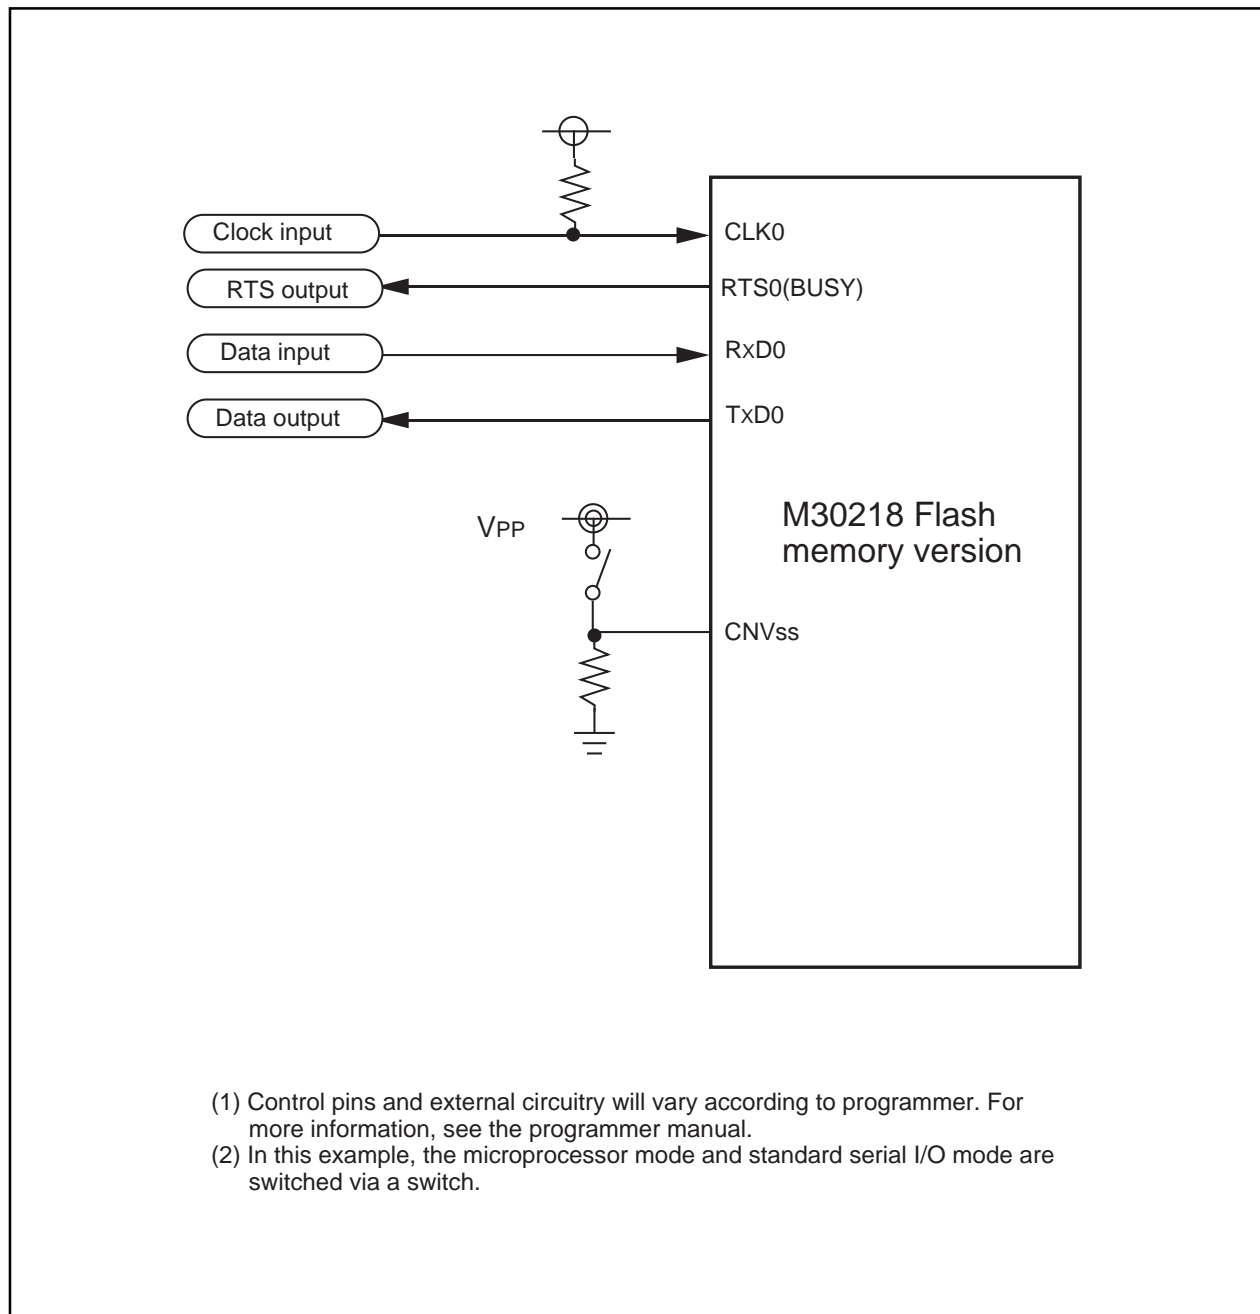 Clock input
CLK0
RTS output
RTS0(BUSY)
Data input
RxD0
Data output
TxD0
VPP
M30218 Flash
memory version
CNVss
(1) Control pins and external circuitry will vary according to programmer. For
more information, see the programmer manual.
(2) In this example, the microprocessor mode and standard serial I/O mode are
switched via a switch.